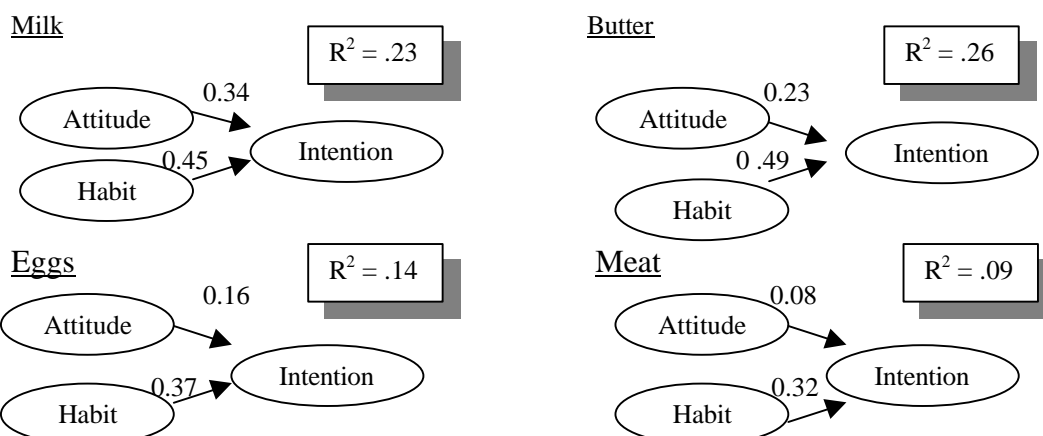 Milk
R² = .23
0.34
Attitude
Intention
0.45
Habit
Butter
R² = .26
0.23
Attitude
Intention
0 .49
Habit
Eggs
R² = .14
0.16
Attitude
Intention
0.37
Habit
Meat
R² = .09
0.08
Attitude
Intention
0.32
Habit